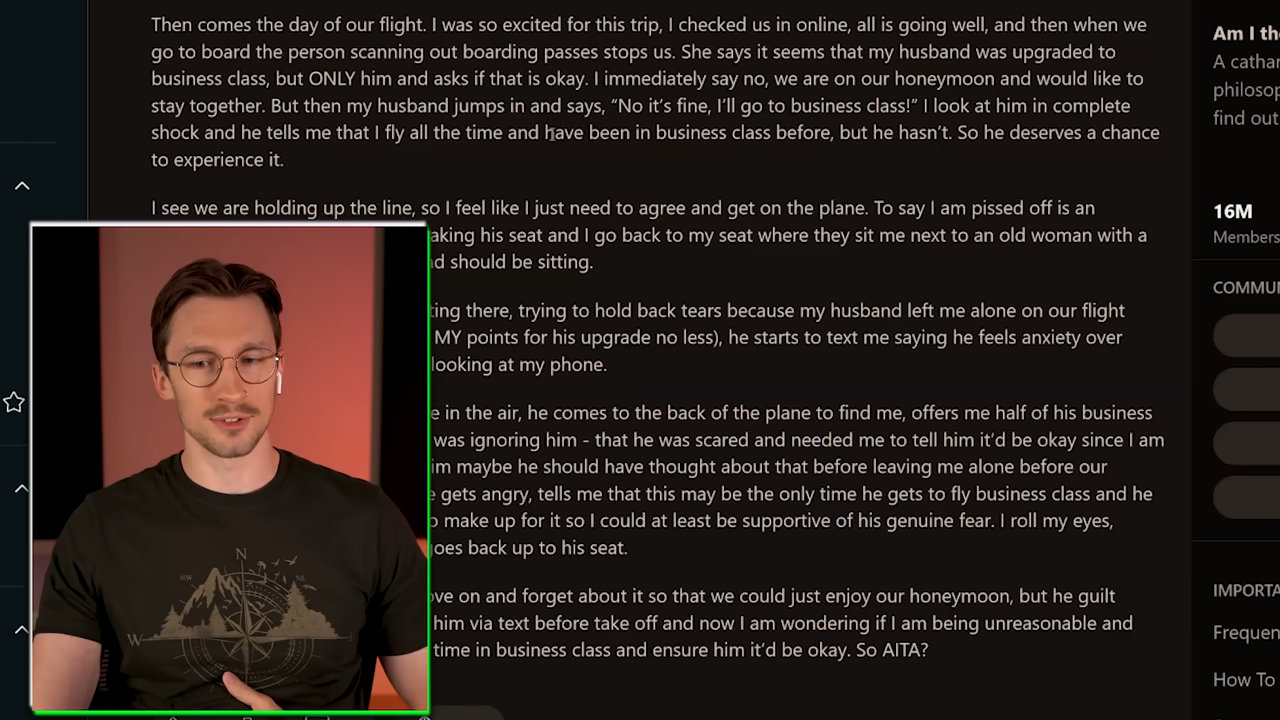 Then comes the day of our flight. I was so excited for this trip, I checked us in online, all is going well, and then when we
go to board the person scanning out boarding passes stops us. She says it seems that my husband was upgraded to
business class, but ONLY him and asks if that is okay. I immediately say no, we are on our honeymoon and would like to
stay together. But then my husband jumps in and says, “No it’s fine, I’ll go to business class!” I look at him in complete
shock and he tells me that I fly all the time and have been in business class before, but he hasn’t. So he deserves a chance
to experience it.
I see we are holding up the line, so I feel like I just need to agree and get on the plane. To say I am pissed off is an
aking his seat and I go back to my seat where they sit me next to an old woman with a
d should be sitting.
ting there, trying to hold back tears because my husband left me alone on our flight
MY points for his upgrade no less), he starts to text me saying he feels anxiety over
looking at my phone.
e in the air, he comes to the back of the plane to find me, offers me half of his business
was ignoring him - that he was scared and needed me to tell him it’d be okay since I am
im maybe he should have thought about that before leaving me alone before our
e gets angry, tells me that this may be the only time he gets to fly business class and he
o make up for it so I could at least be supportive of his genuine fear. I roll my eyes,
goes back up to his seat.
ove on and forget about it so that we could just enjoy our honeymoon, but he guilt
him via text before take off and now I am wondering if I am being unreasonable and
time in business class and ensure him it’d be okay. So AITA?
Am I th
A cathar
philosop
find out
16M
Members
COMMU
IMPORTA
Frequen
How To
N
NW
NE
W